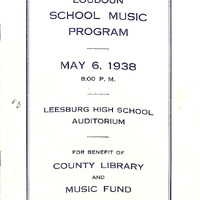 LOUDOUN
SCHOOL MUSIC
PROGRAM
MAY 6, 1938
8:00 P. M.
LEESBURG HIGH SCHOOL
AUDITORIUM
FOR BENEFIT OF
COUNTY LIBRARY
AND
MUSIC FUND